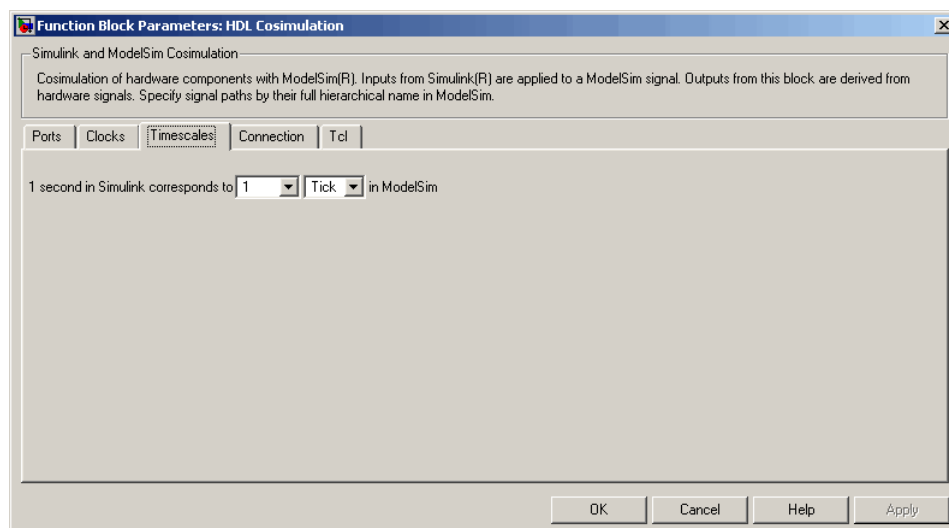 Function Block Parameters: HDL Cosimulation
Simulink and ModelSim Cosimulation
Cosimulation of hardware components with ModelSim(R). Inputs from Simulink(R) are applied to a ModelSim signal. Outputs from this block are derived from
hardware signals. Specify signal paths by their full hierarchical name in ModelSim.
Ports Clocks Timescales Connection Tcl
1 second in Simulink corresponds to 1 Tick in ModelSim
OK Cancel Help Apply